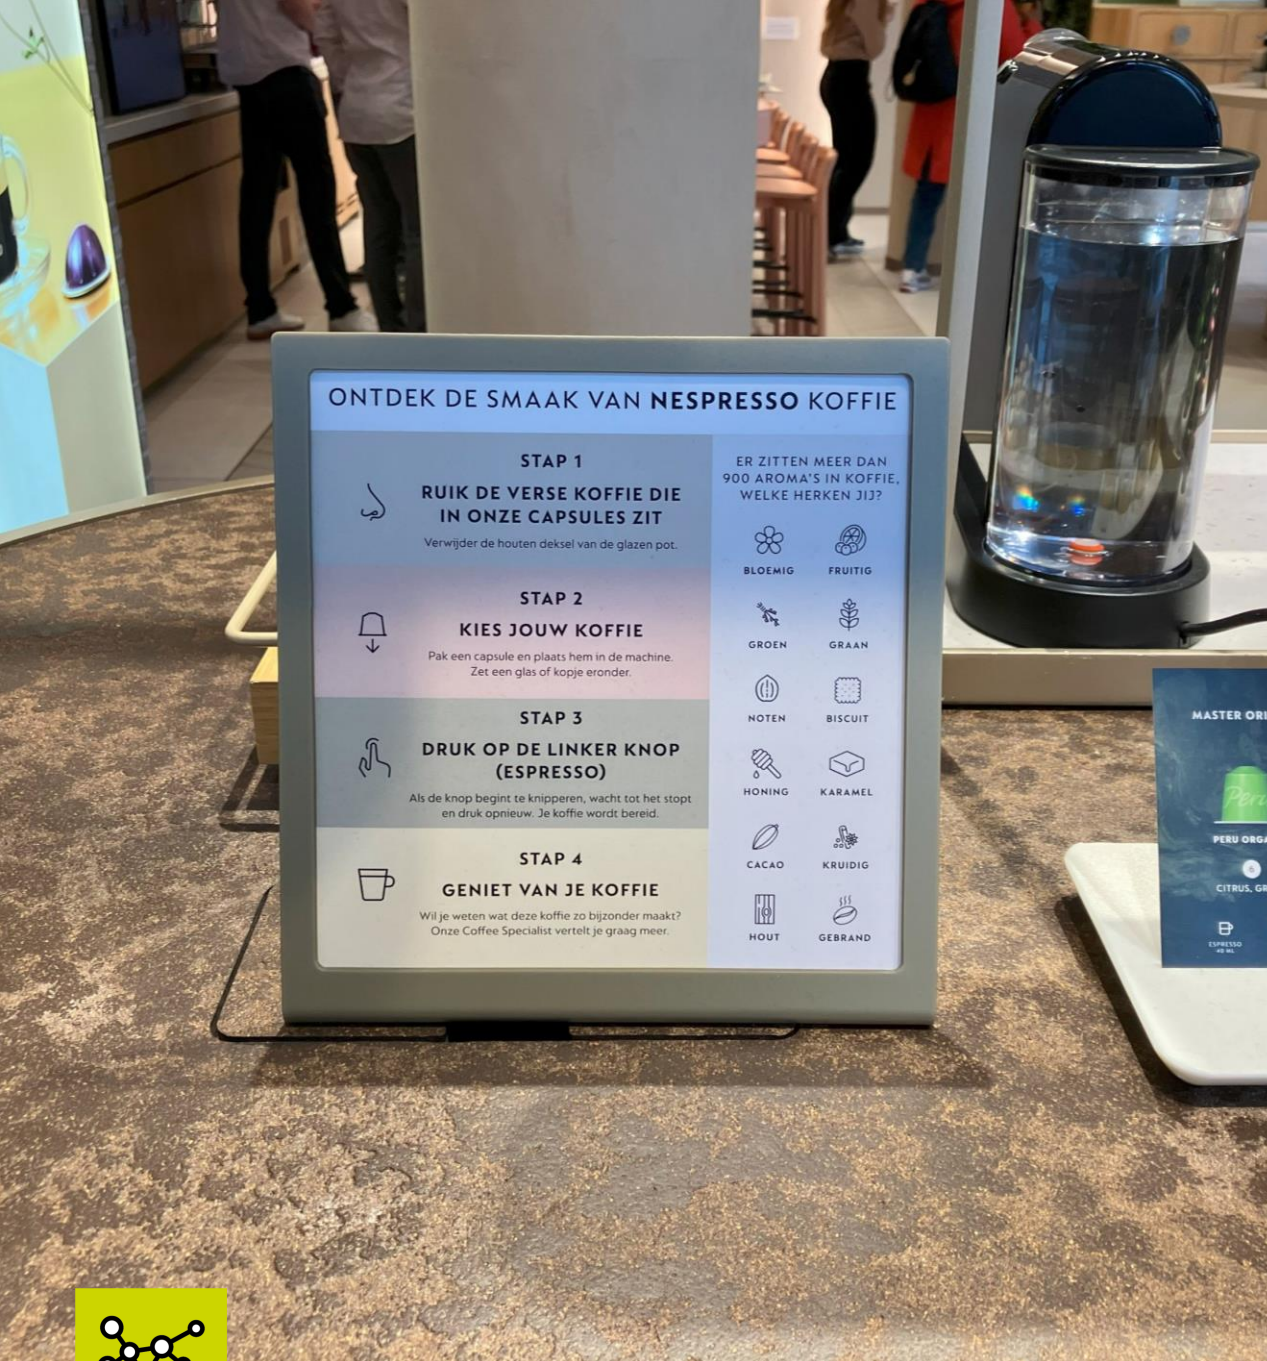 ONTDEK DE SMAAK VAN NESPRESSO KOFFIE
STAP 1
RUIK DE VERSE KOFFIE DIE
IN ONZE CAPSULES ZIT
Verwijder de houten deksel van de glazen pot.
STAP 2
KIES JOUW KOFFIE
Pak een capsule en plaats hem in de machine.
Zet een glas of kopje eronder.
STAP 3
DRUK OP DE LINKER KNOP
(ESPRESSO)
Als de knop begint te knipperen, wacht tot het stopt
en druk opnieuw. Je koffie wordt bereid.
STAP 4
GENIET VAN JE KOFFIE
Wil je weten wat deze koffie zo bijzonder maakt?
Onze Coffee Specialist vertelt je graag meer.
ER ZITTEN MEER DAN
900 AROMA'S IN KOFFIE,
WELKE HERKEN JIJ?
BLOEMIG FRUITIG
GROEN GRAAN
NOTEN BISCUIT
HONING KARAMEL
CACAO KRUIDIG
HOUT GEBRAND
MASTER
PERU
6
CITRUS,
ESPRESSO
40 ML